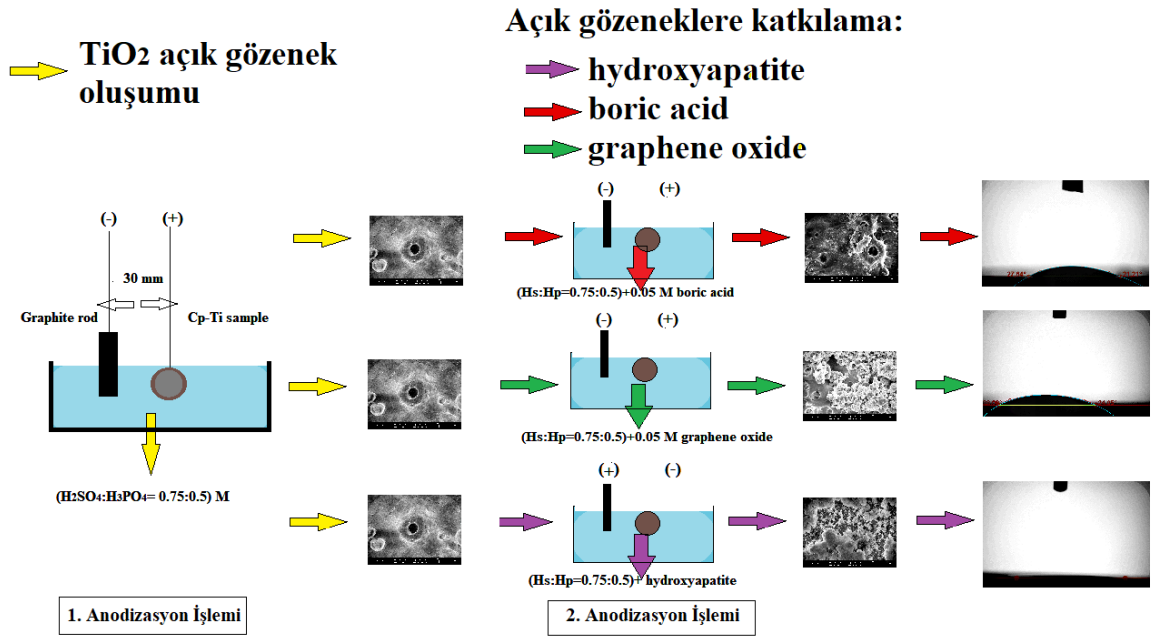 TiO2 açık gözenek
oluşumu
Açık gözeneklere katkılama:
hydroxyapatite
boric acid
graphene oxide
(-)
(+)
30 mm
Graphite rod
Cp-Ti sample
(H2SO4:H3PO4= 0.75:0.5) M
1. Anodizasyon İşlemi
(-)
(+)
(Hs:Hp=0.75:0.5)+0.05 M boric acid
(-)
(+)
(Hs:Hp=0.75:0.5)+0.05 M graphene oxide
(+)
(-)
(Hs:Hp=0.75:0.5)+ hydroxyapatite
2. Anodizasyon İşlemi